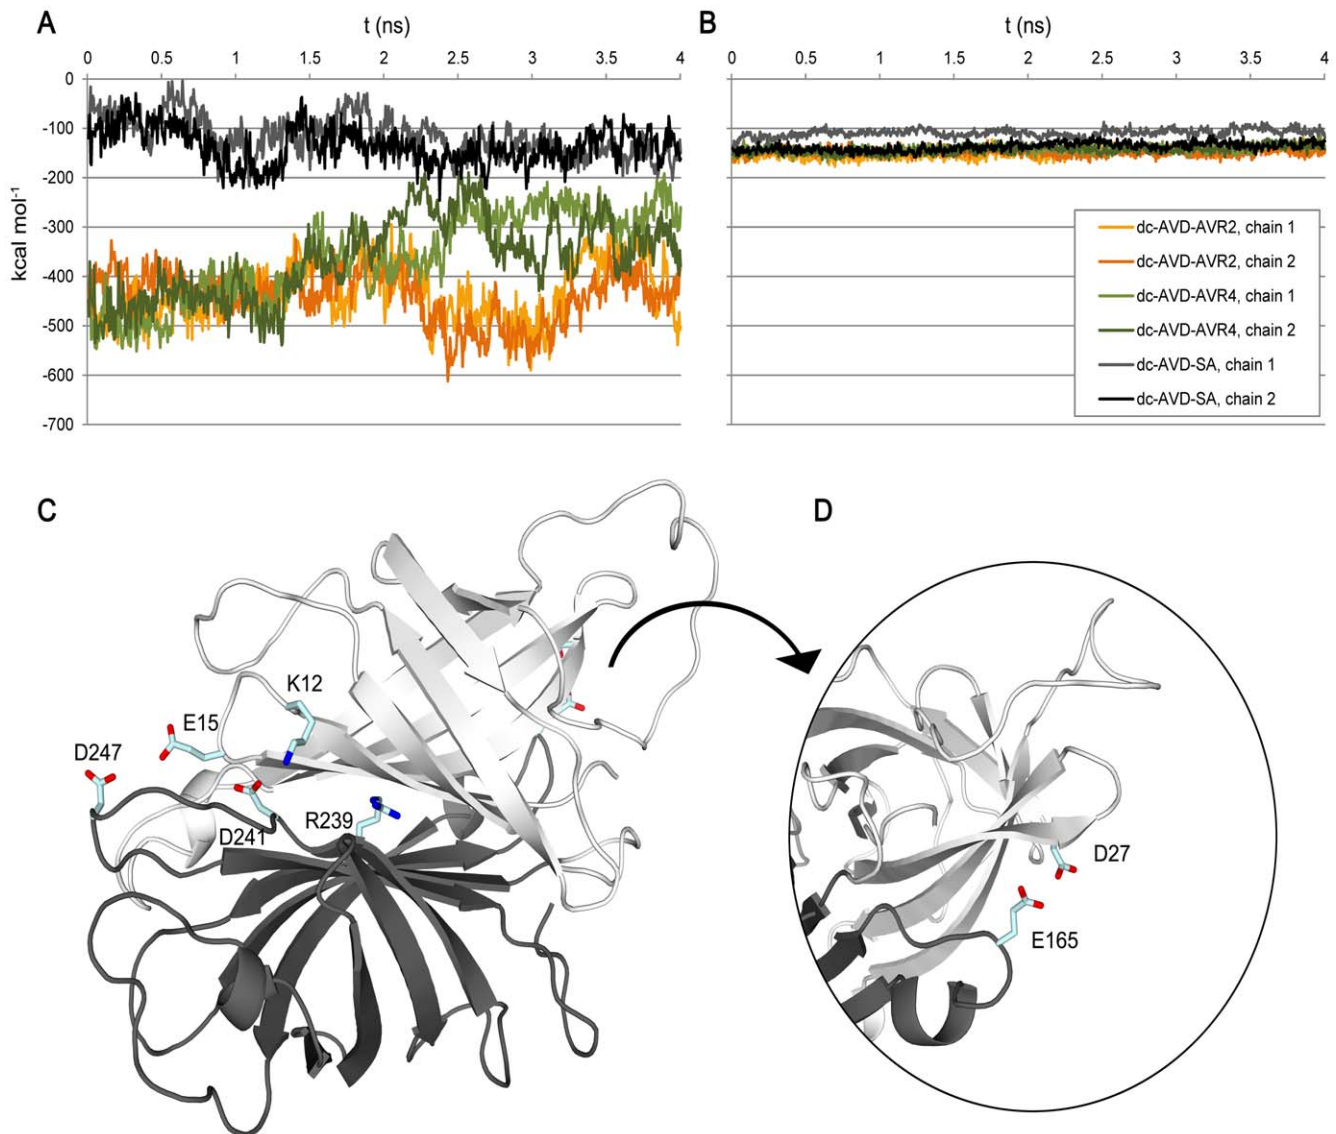 A
t (ns)
0 0.5 1 1.5 2 2.5 3 3.5 4
0
-100
-200
-300
-400
-500
-600
-700
kcal mol⁻¹
B
t (ns)
0 0.5 1 1.5 2 2.5 3 3.5 4
dc-AVD-AVR2, chain 1
dc-AVD-AVR2, chain 2
dc-AVD-AVR4, chain 1
dc-AVD-AVR4, chain 2
dc-AVD-SA, chain 1
dc-AVD-SA, chain 2
C
K12
E15
D247
D241
R239
D
D27
E165